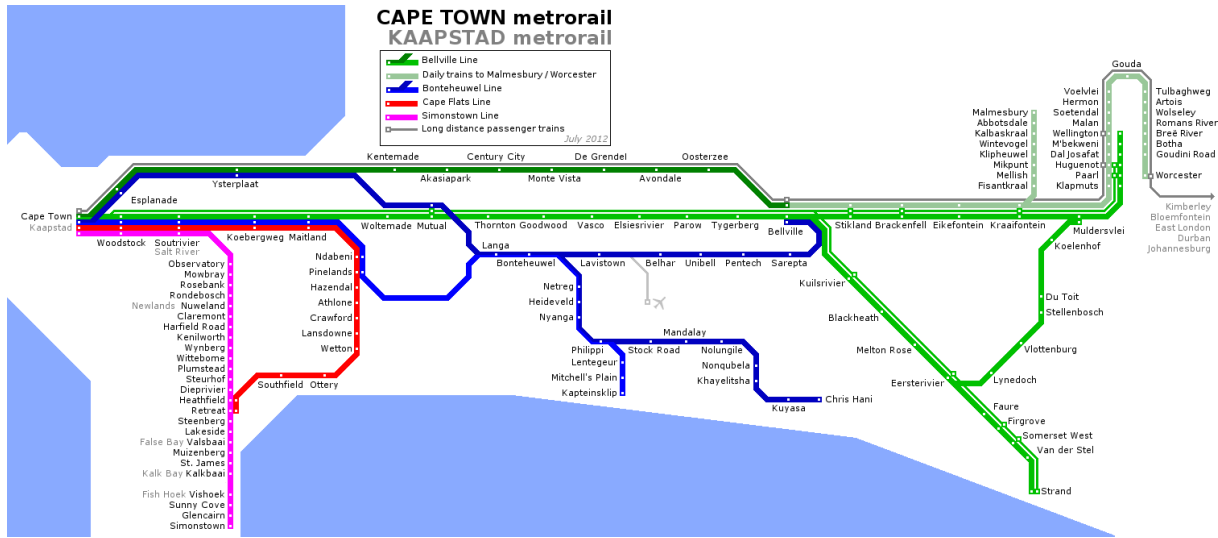 CAPE TOWN metrorail
KAAPSTAD metrorail
Bellville Line
Daily trains to Malmesbury / Worcester
Bonteheuwel Line
Cape Flats Line
Simonstown Line
Long distance passenger trains
July 2012
Gouda
Voelvlei
Hermon
Soetendal
Malan
Wellington
M'bekweni
Dal Josafat
Huguenot
Paarl
Klapmuts
Tulbaghweg
Artois
Wolseley
Romans River
Breë River
Botha
Goudini Road
Worcester
Kimberley
Bloemfontein
East London
Durban
Johannesburg
Malmesbury
Abbotsdale
Kalbaskraal
Wintevogel
Klipheuwel
Mikpunt
Mellish
Fisantkraal
Kentemade
Century City
De Grendel
Oosterzee
Ysterplaat
Akasiapark
Monte Vista
Avondale
Esplanade
Cape Town
Kaapstad
Woodstock
Soutrivier
Salt River
Koebergweg
Maitland
Woltemade
Mutual
Thornton
Goodwood
Vasco
Elsiesrivier
Parow
Tygerberg
Bellville
Stikland
Brackenfell
Eikefontein
Kraaifontein
Muldersvlei
Koelenhof
Du Toit
Stellenbosch
Vlottenburg
Lynedoch
Langa
Bonteheuwel
Lavistown
Belhar
Unibell
Pentech
Sarepta
Kuilsrivier
Blackheath
Melton Rose
Eersterivier
Faure
Firgrove
Somerset West
Van der Stel
Strand
Ndabeni
Pinelands
Hazendal
Athlone
Crawford
Lansdowne
Wetton
Southfield
Ottery
Netreg
Heideveld
Nyanga
Philippi
Lentegeur
Mitchell's Plain
Kapteinsklip
Stock Road
Mandalay
Nolungile
Nonqubela
Khayelitsha
Kuyasa
Chris Hani
Observatory
Mowbray
Rosebank
Rondebosch
Newlands Nuweland
Claremont
Harfield Road
Kenilworth
Wynberg
Wittebome
Plumstead
Steurhof
Dieprivier
Heathfield
Retreat
Steenberg
Lakeside
False Bay Valsbaai
Muizenberg
St. James
Kalk Bay Kalkbaai
Fish Hoek Vishoek
Sunny Cove
Glencairn
Simonstown